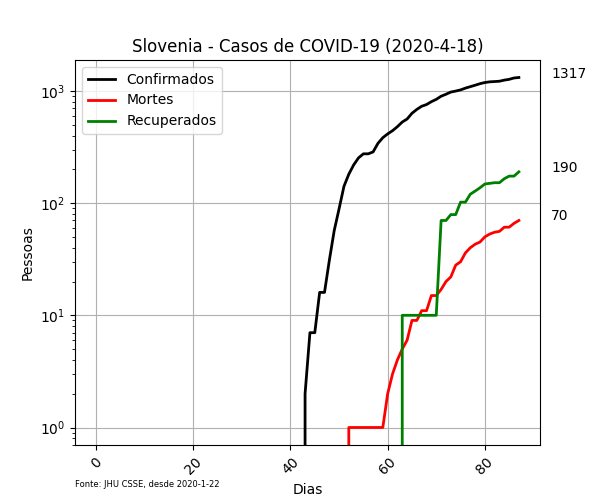 Slovenia - Casos de COVID-19 (2020-4-18)
Confirmados
Mortes
Recuperados
1317
190
70
10³
10²
10¹
10⁰
Pessoas
0
20
40
60
80
Dias
Fonte: JHU CSSE, desde 2020-1-22